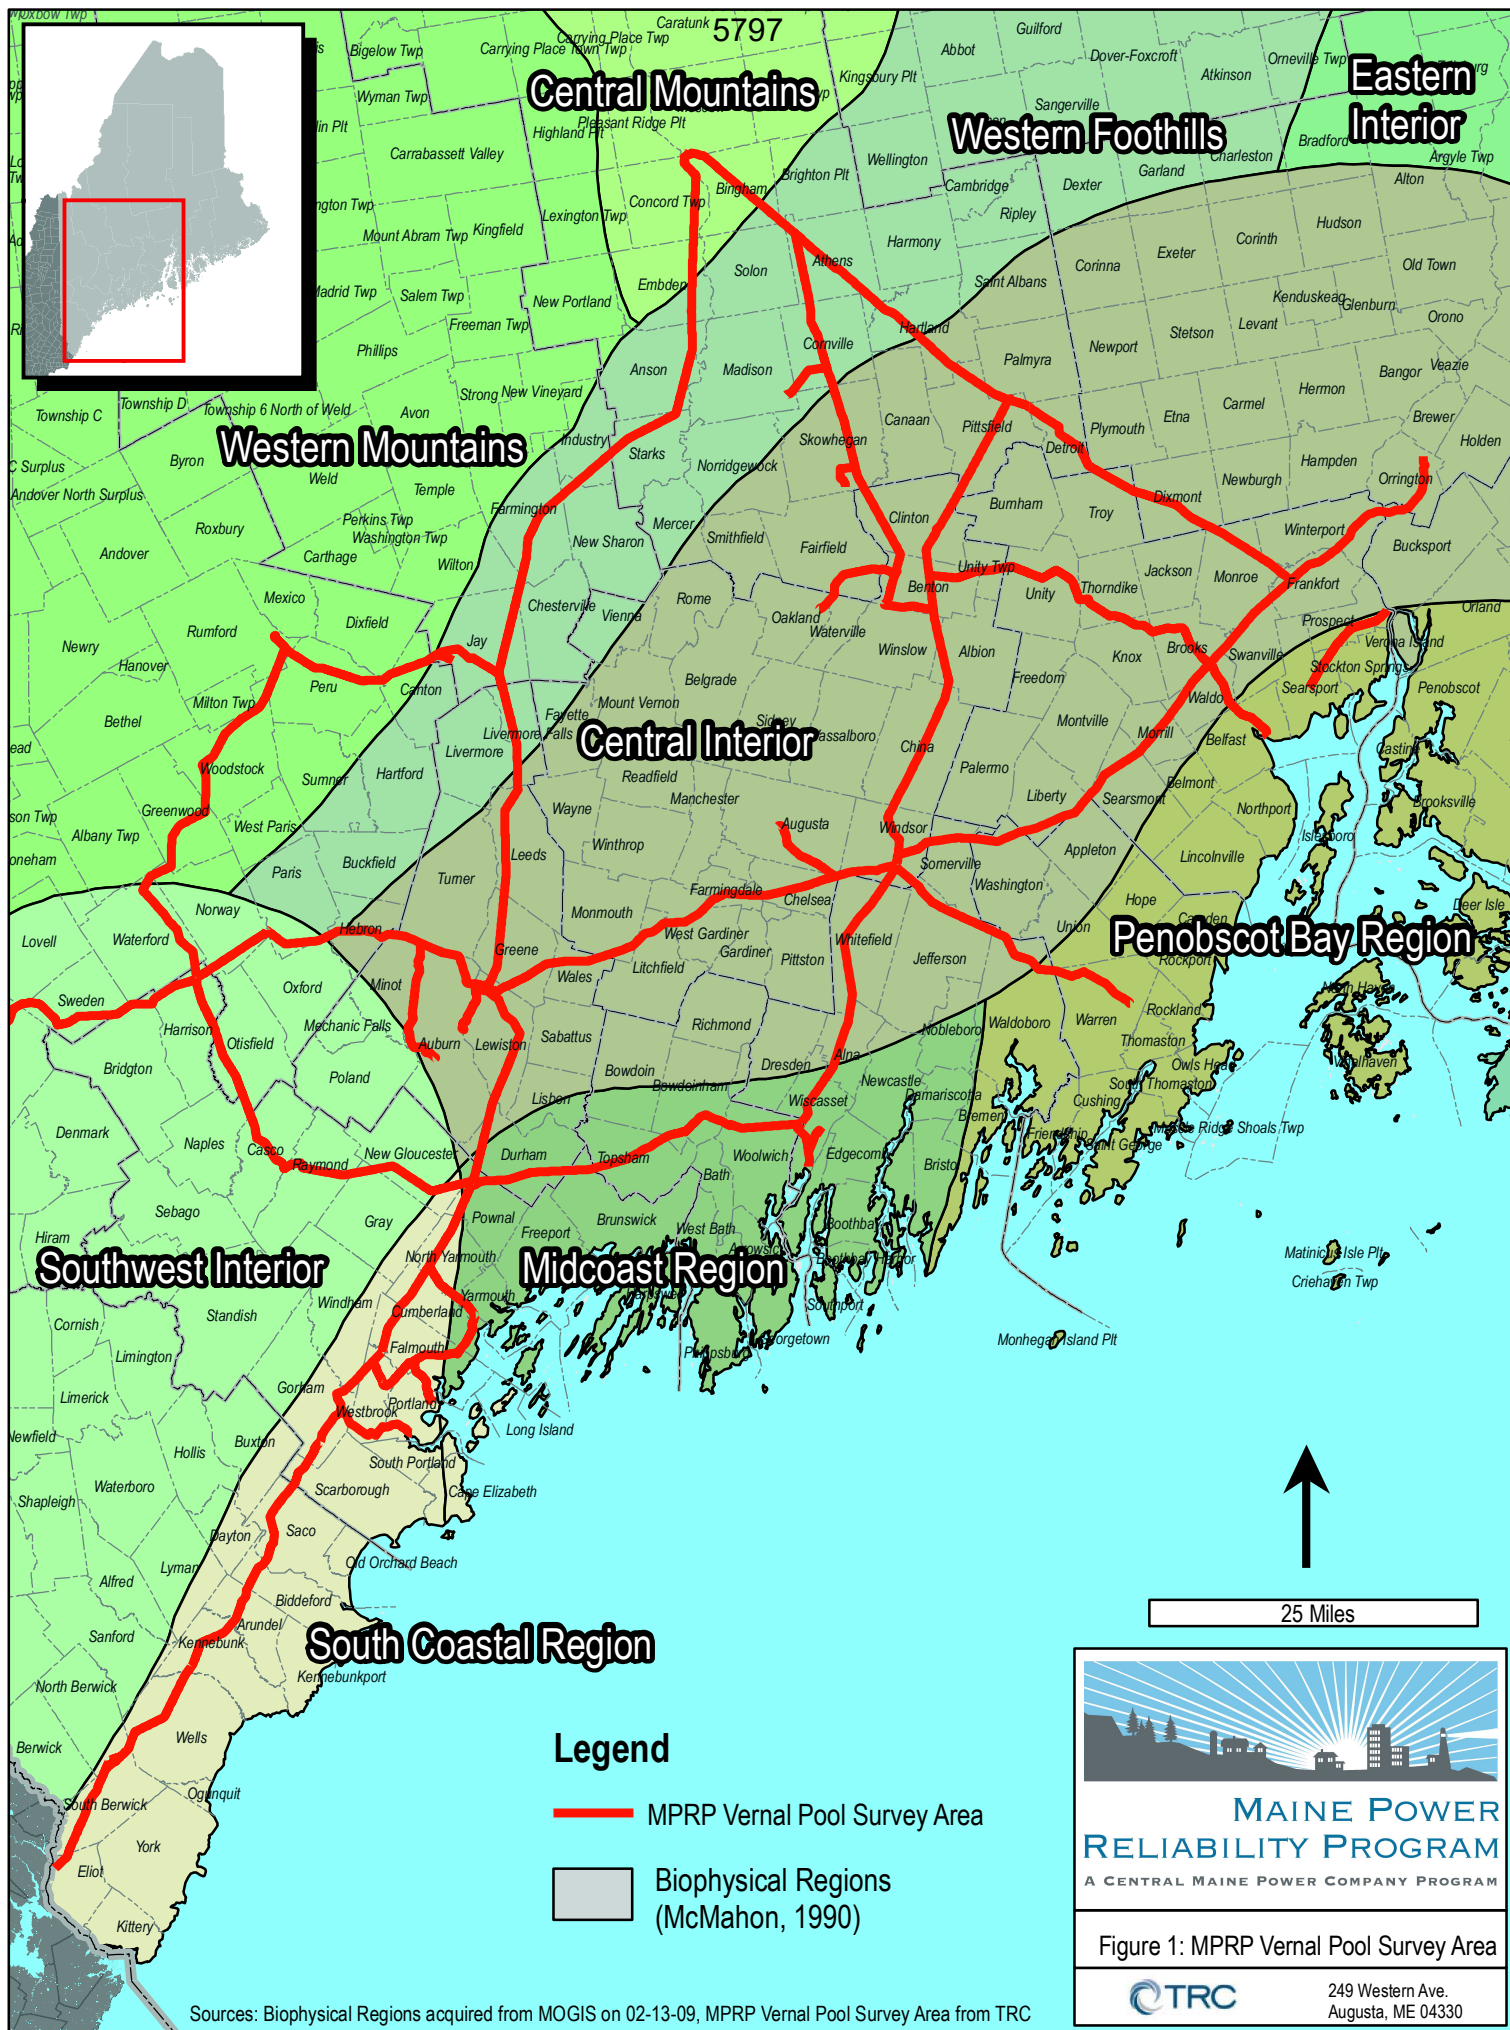 5797
Caratunk
Carrying Place Twp
Carrying Place Town Twp
Bigelow Twp
Guilford
Abbot
Dover-Foxcroft
Orneville Twp
Atkinson
Kingsbury Plt
Sangerville
Eastern
Interior
Central Mountains
Western Foothills
Wyman Twp
Highland Plt
Pleasant Ridge Plt
Carrabassett Valley
Wellington
Brighton Plt
Bradford
Charleston
Argyle Twp
Garland
Dexter
Cambridge
Ripley
Alton
Bingham
Concord Twp
Lexington Twp
Mount Abram Twp
Kingfield
Harmony
Athens
Solon
Embden
Exeter
Corinth
Hudson
Corinna
Saint Albans
Old Town
Kenduskeag
Glenburn
Orono
Levant
Stetson
Madrid Twp
Salem Twp
New Portland
Freeman Twp
Phillips
Hartland
Cornville
Palmyra
Newport
Veazie
Bangor
Hermon
Anson
Madison
Township C
Township D
Township 6 North of Weld
Avon
Strong
New Vineyard
Canaan
Pittsfield
Carmel
Etna
Plymouth
Brewer
Holden
Western Mountains
Industry
Starks
Skowhegan
Norridgewock
Detroit
Hampden
Newburgh
Orrington
C Surplus
Andover North Surplus
Byron
Weld
Temple
Roxbury
Perkins Twp
Washington Twp
Farmington
Mercer
Clinton
Burnham
Troy
Dixmont
Winterport
Bucksport
Andover
Carthage
Wilton
New Sharon
Smithfield
Fairfield
Mexico
Dixfield
Rumford
Chesterville
Vienna
Rome
Oakland
Waterville
Benton
Unity Twp
Unity
Thorndike
Jackson
Monroe
Frankfort
Orland
Prospect
Verona Island
Newry
Hanover
Jay
Winslow
Albion
Knox
Brooks
Swanville
Stockton Springs
Searsport
Penobscot
Peru
Canton
Milton Twp
Bethel
Belgrade
Mount Vernon
Freedom
Waldo
Fayette
Livermore Falls
Livermore
Central Interior
Sidney
China
Montville
Morrill
Belfast
Castine
Woodstock
Sumner
Hartford
Readfield
Manchester
Palermo
Liberty
Searsmont
Belmont
Northport
Brooksville
Greenwood
Albany Twp
West Paris
Wayne
Augusta
Windsor
Islesboro
Paris
Buckfield
Leeds
Winthrop
Somerville
Appleton
Lincolnville
Turner
Farmingdale
Chelsea
Washington
Hope
Camden
Deer Isle
Norway
Waterford
Lovell
Hebron
Monmouth
West Gardiner
Gardiner
Pittston
Whitefield
Jefferson
Union
Penobscot Bay Region
Rockport
Greene
Wales
Litchfield
Sweden
Oxford
Minot
North Haven
Rockland
Harrison
Otisfield
Mechanic Falls
Auburn
Lewiston
Sabattus
Richmond
Nobleboro
Waldoboro
Warren
Thomaston
Owls Head
Vinalhaven
Bridgton
Poland
Bowdoin
Bowdoinham
Dresden
Alna
Newcastle
Damariscotta
South Thomaston
Cushing
Lisbon
Wiscasset
Bremen
Friendship
Saint George
Muscle Ridge Shoals Twp
Denmark
Naples
Casco
Raymond
New Gloucester
Durham
Topsham
Woolwich
Edgecomb
Bristol
Bath
Sebago
Gray
Pownal
Freeport
Brunswick
West Bath
Boothbay
Hiram
Southwest Interior
North Yarmouth
Midcoast Region
Arrowsic
Boothbay Harbor
Matinicus Isle Plt
Criehaven Twp
Standish
Windham
Cumberland
Yarmouth
Harpswell
Southport
Georgetown
Phippsburg
Monhegan Island Plt
Cornish
Limington
Falmouth
Limerick
Gorham
Westbrook
Portland
Long Island
Newfield
Hollis
Buxton
South Portland
Cape Elizabeth
Waterboro
Shapleigh
Scarborough
Dayton
Saco
Old Orchard Beach
Lyman
Alfred
Biddeford
Arundel
Sanford
Kennebunk
South Coastal Region
Kennebunkport
North Berwick
Wells
Berwick
Ogunquit
South Berwick
York
Eliot
Kittery
25 Miles
Legend
MPRP Vernal Pool Survey Area
Biophysical Regions
(McMahon, 1990)
MAINE POWER
RELIABILITY PROGRAM
A CENTRAL MAINE POWER COMPANY PROGRAM
Figure 1: MPRP Vernal Pool Survey Area
TRC
249 Western Ave.
Augusta, ME 04330
Sources: Biophysical Regions acquired from MOGIS on 02-13-09, MPRP Vernal Pool Survey Area from TRC